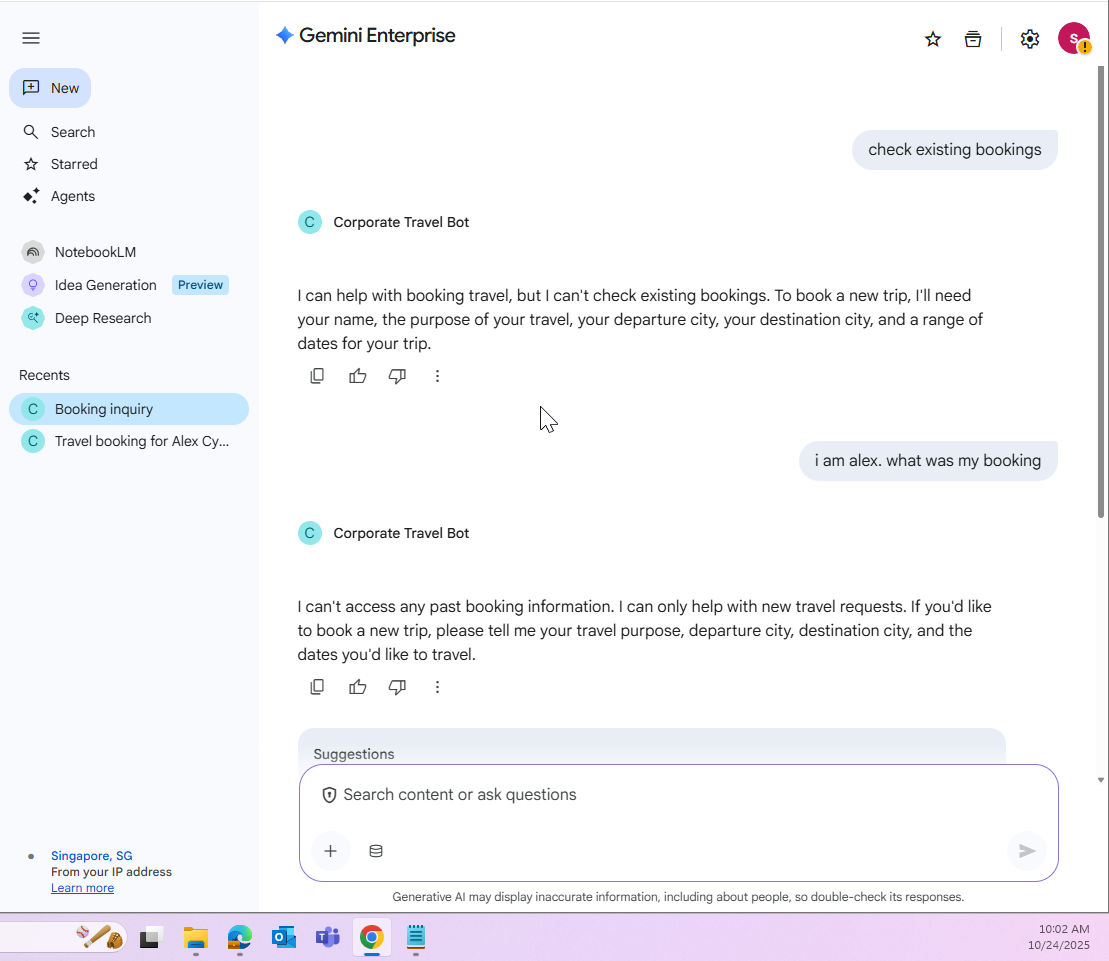 Gemini Enterprise
S
New
Search
Starred
Agents
NotebookLM
Idea Generation Preview
Deep Research
Recents
C Booking inquiry
C Travel booking for Alex Cy...
Singapore, SG
From your IP address
Learn more
check existing bookings
C Corporate Travel Bot
I can help with booking travel, but I can't check existing bookings. To book a new trip, I'll need
your name, the purpose of your travel, your departure city, your destination city, and a range of
dates for your trip.
i am alex. what was my booking
C Corporate Travel Bot
I can't access any past booking information. I can only help with new travel requests. If you'd like
to book a new trip, please tell me your travel purpose, departure city, destination city, and the
dates you'd like to travel.
Suggestions
Search content or ask questions
Generative AI may display inaccurate information, including about people, so double-check its responses.
10:02 AM
10/24/2025